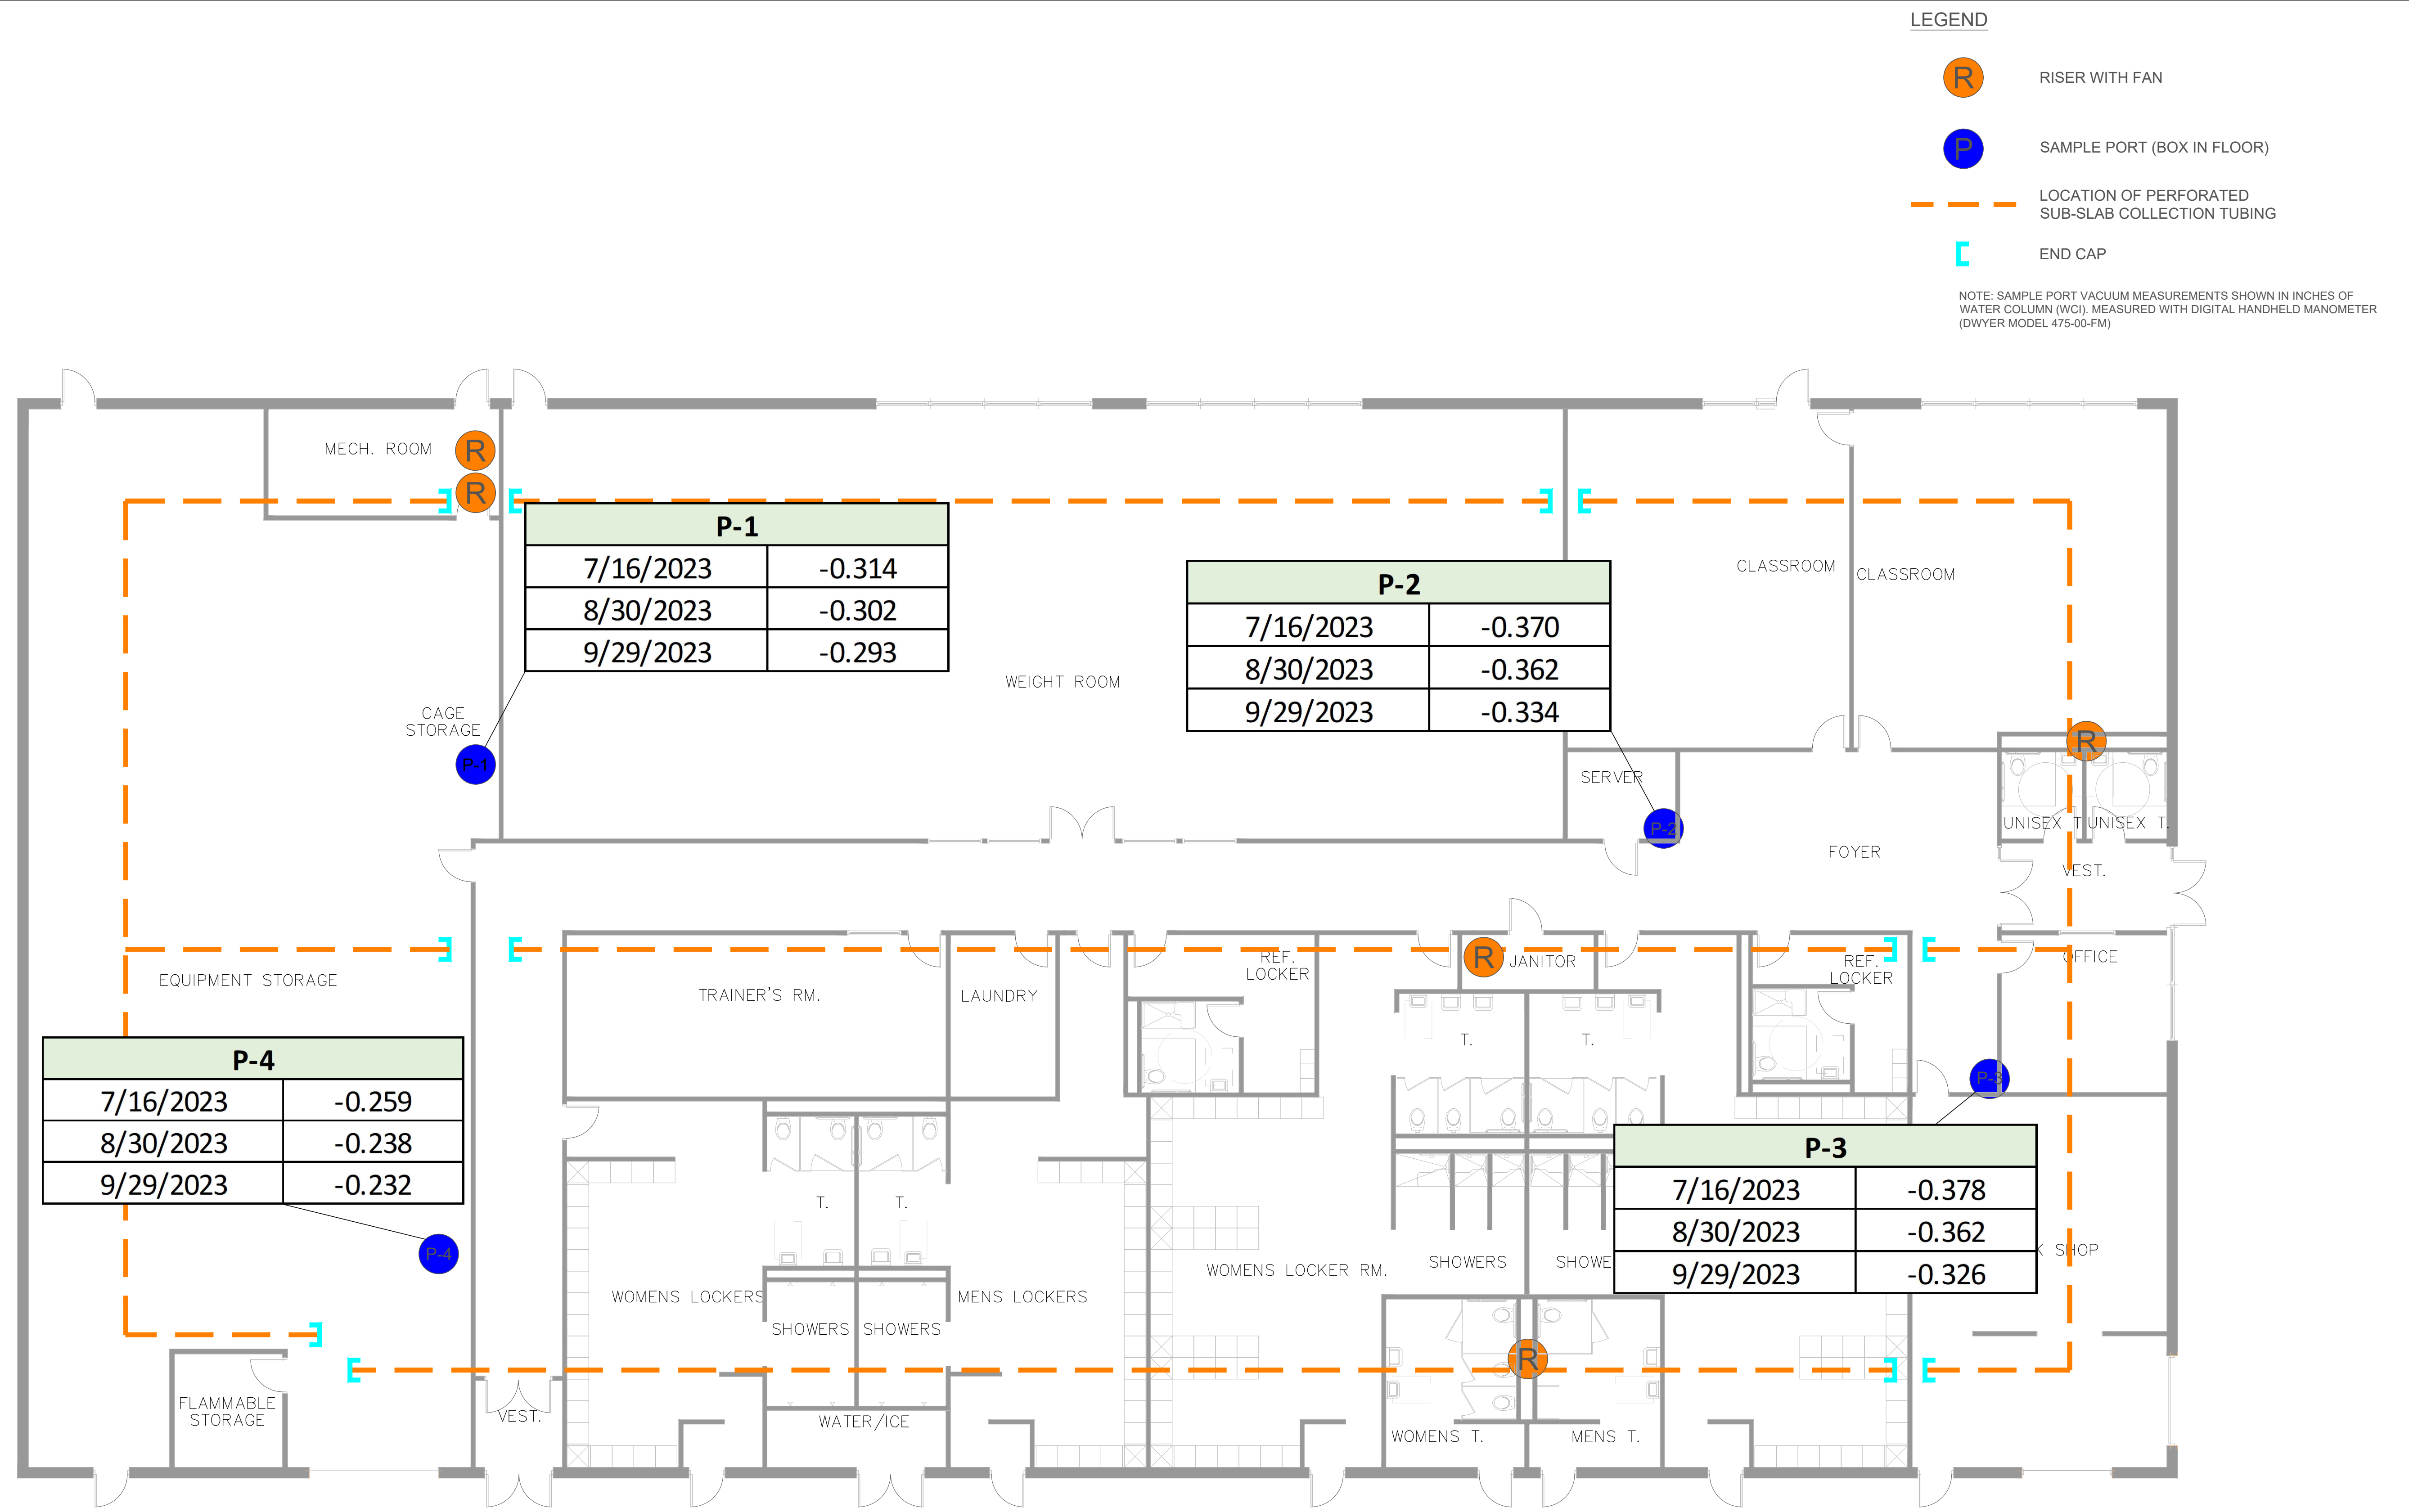 LEGEND
R
RISER WITH FAN
P
SAMPLE PORT (BOX IN FLOOR)
LOCATION OF PERFORATED
SUB-SLAB COLLECTION TUBING
END CAP
NOTE: SAMPLE PORT VACUUM MEASUREMENTS SHOWN IN INCHES OF
WATER COLUMN (WCI). MEASURED WITH DIGITAL HANDHELD MANOMETER
(DWYER MODEL 475-00-FM)
MECH. ROOM
R
R
P-1
7/16/2023 -0.314
8/30/2023 -0.302
9/29/2023 -0.293
P-2
7/16/2023 -0.370
8/30/2023 -0.362
9/29/2023 -0.334
CLASSROOM
CLASSROOM
WEIGHT ROOM
CAGE
STORAGE
P-1
R
SERVER
P-2
UNISEX T.
UNISEX T.
FOYER
VEST.
EQUIPMENT STORAGE
TRAINER'S RM.
LAUNDRY
REF.
LOCKER
R
JANITOR
REF.
LOCKER
OFFICE
T.
T.
P-3
P-4
7/16/2023 -0.259
8/30/2023 -0.238
9/29/2023 -0.232
P-3
7/16/2023 -0.378
8/30/2023 -0.362
9/29/2023 -0.326
P-4
T.
T.
WOMENS LOCKERS
MENS LOCKERS
SHOWERS
SHOWERS
WOMENS LOCKER RM.
SHOWERS
SHOWE
K SHOP
R
FLAMMABLE
STORAGE
VEST.
WATER/ICE
WOMENS T.
MENS T.